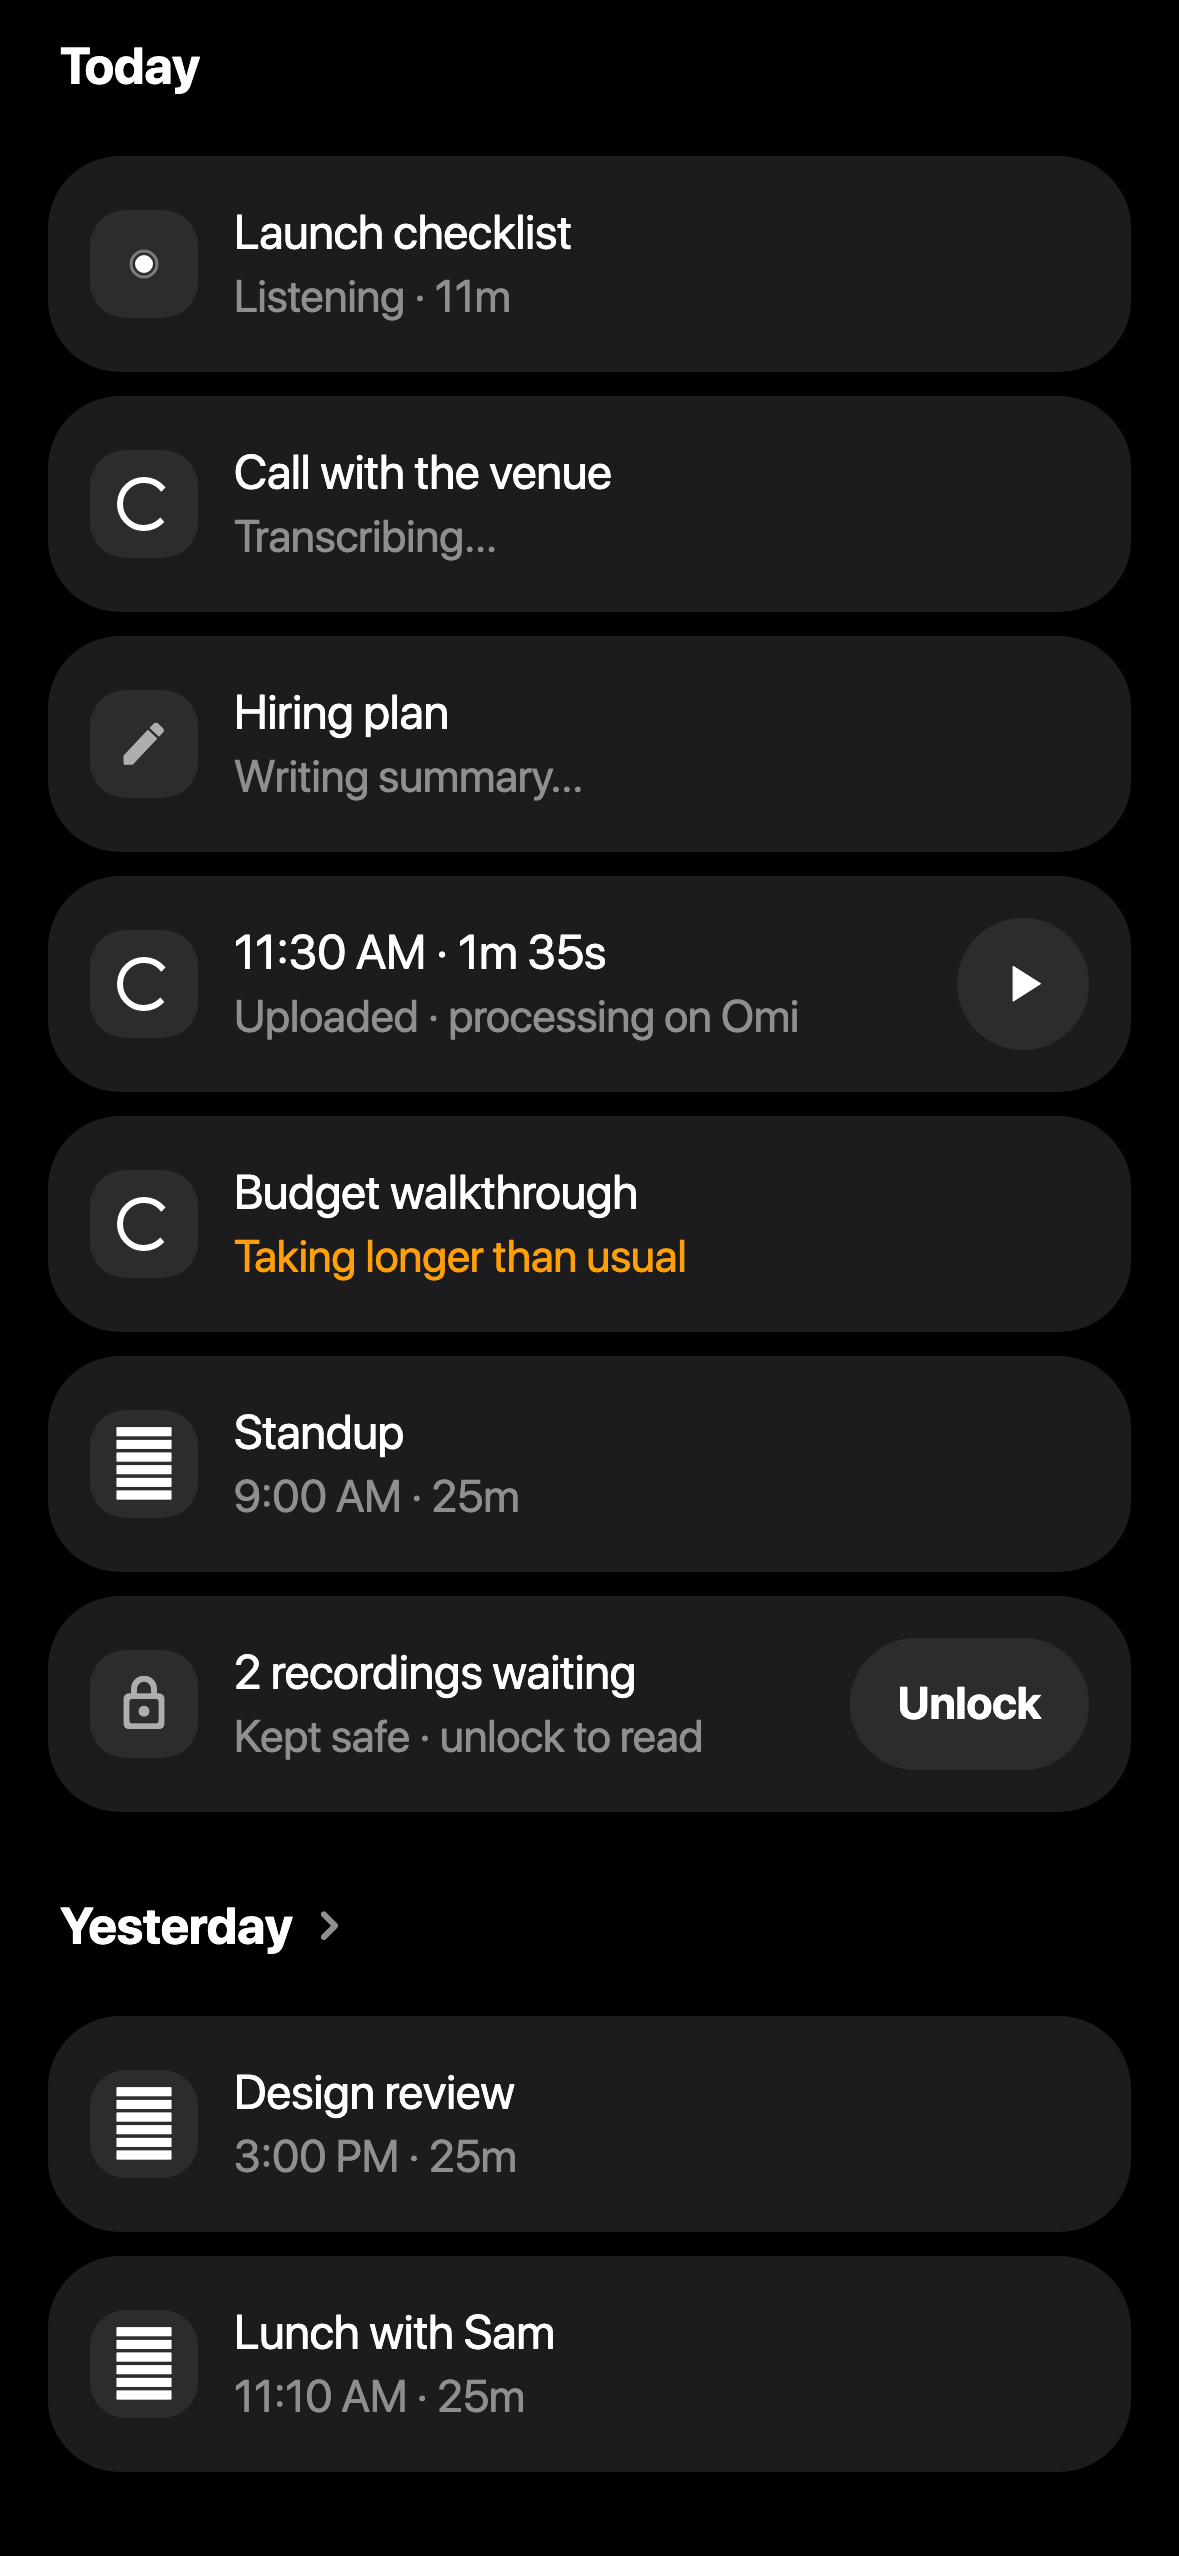 Today
Launch checklist
Listening · 11m
Call with the venue
Transcribing...
Hiring plan
Writing summary...
11:30 AM · 1m 35s
Uploaded · processing on Omi
Budget walkthrough
Taking longer than usual
Standup
9:00 AM · 25m
2 recordings waiting
Kept safe · unlock to read
Unlock
Yesterday
Design review
3:00 PM · 25m
Lunch with Sam
11:10 AM · 25m